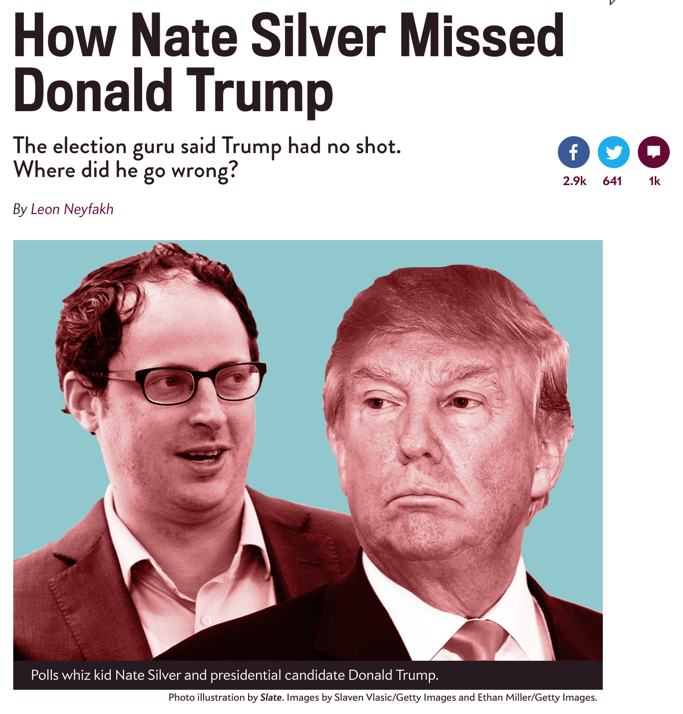 How Nate Silver Missed
Donald Trump
The election guru said Trump had no shot.
Where did he go wrong?
2.9k 641 1k
By Leon Neyfakh
Polls whiz kid Nate Silver and presidential candidate Donald Trump.
Photo illustration by Slate. Images by Slaven Vlasic/Getty Images and Ethan Miller/Getty Images.